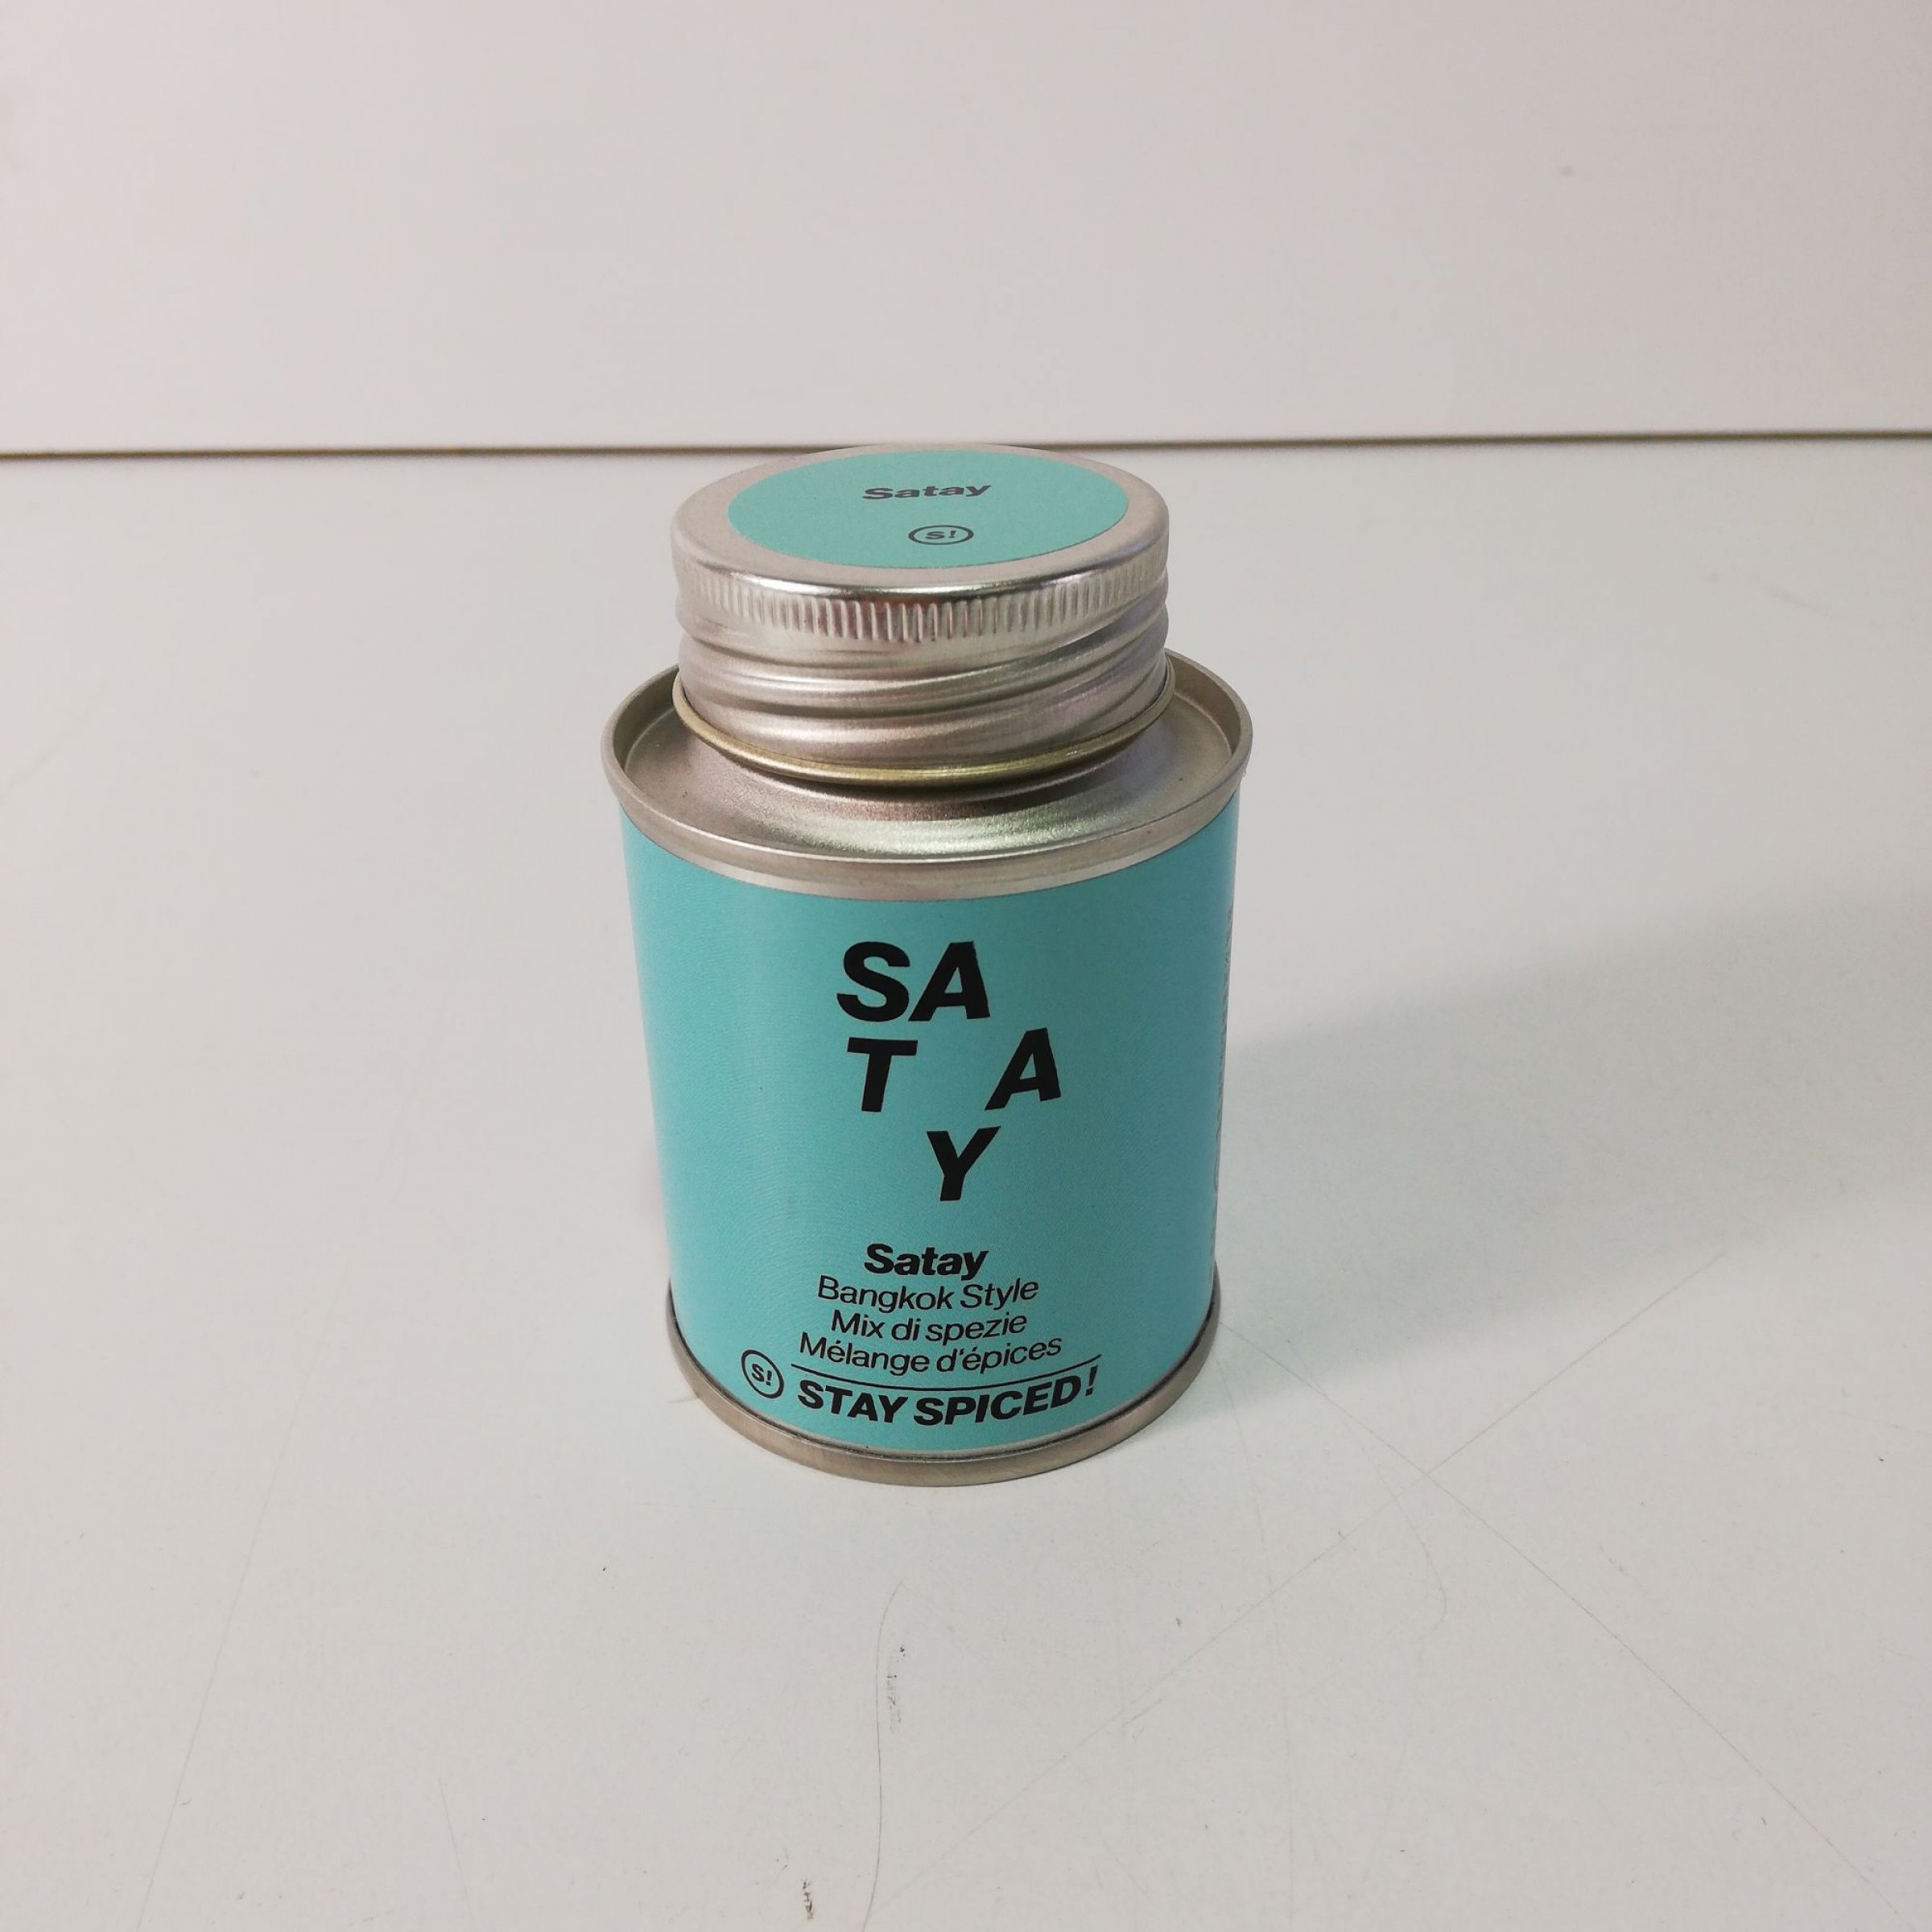 Satay
S!
SA
T A
Y
Satay
Bangkok Style
Mix di spezie
Mélange d'épices
S! STAY SPICED!